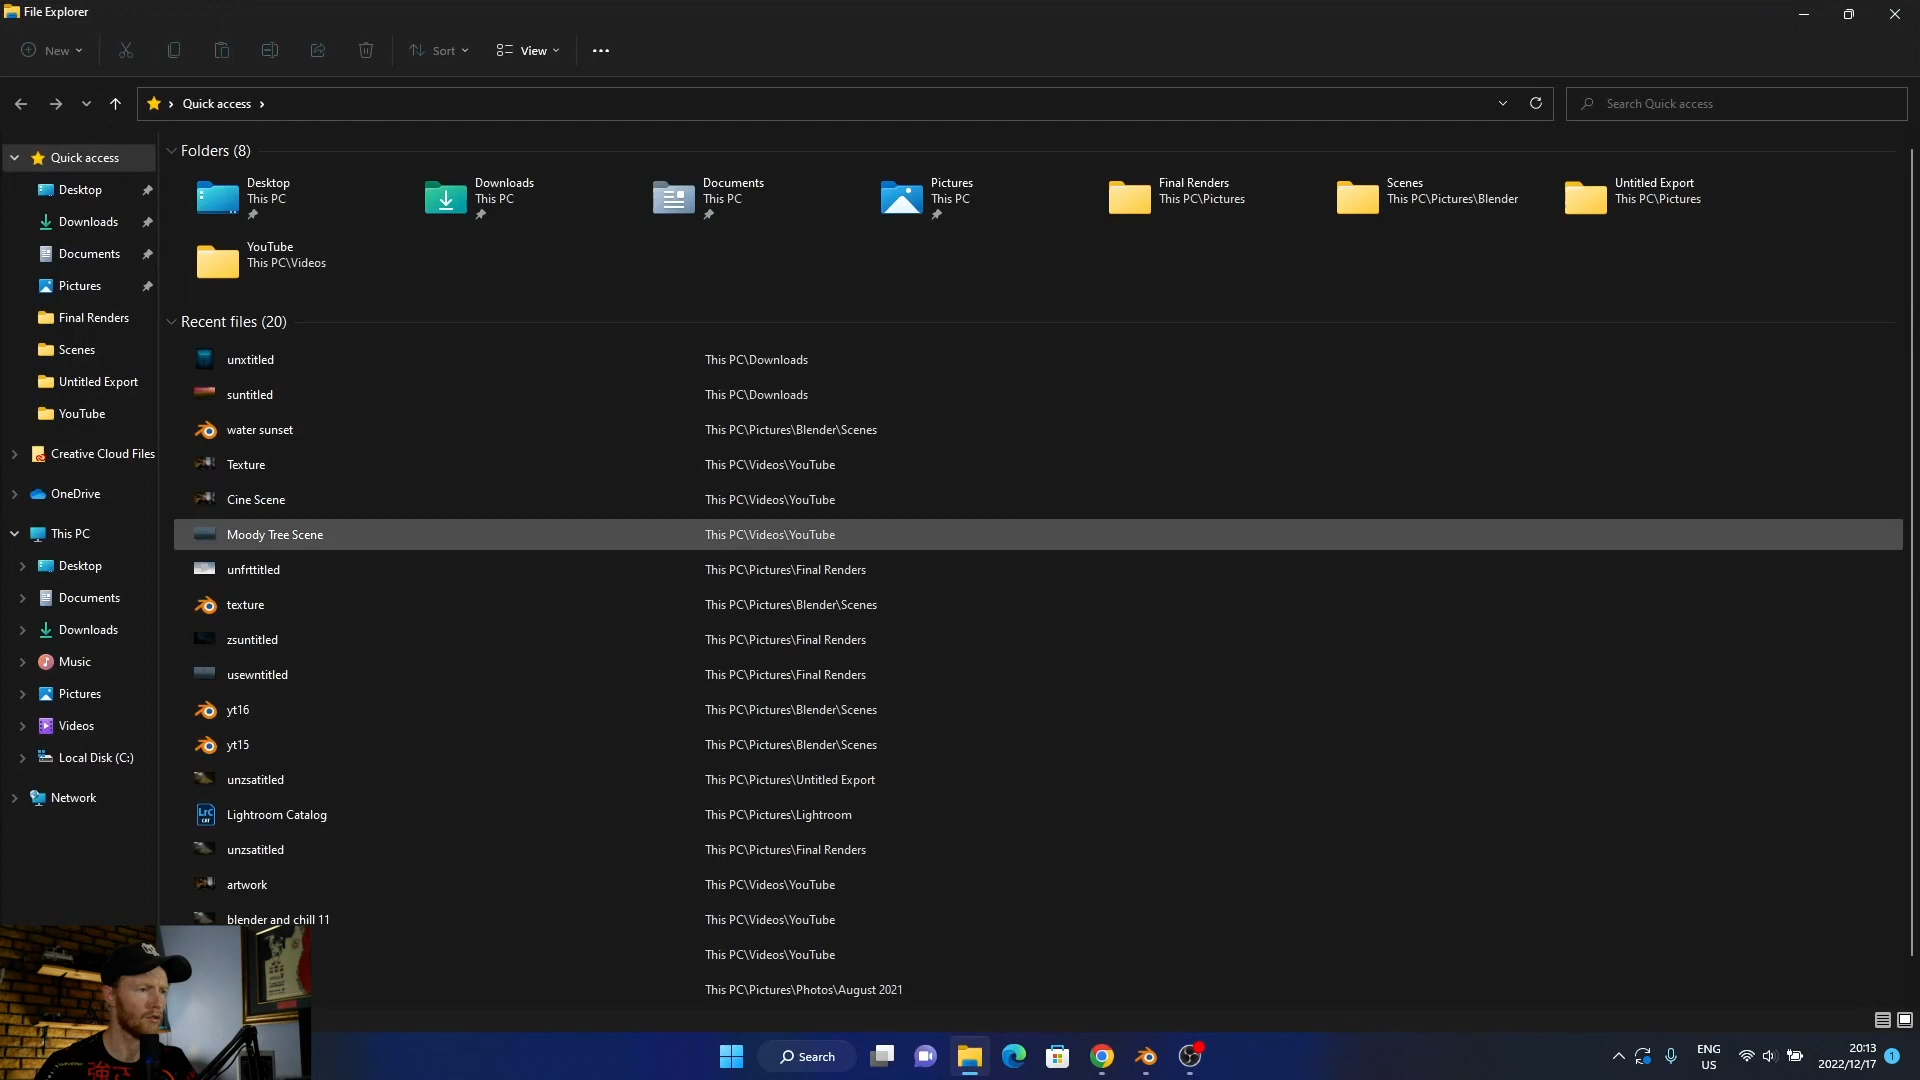 File Explorer
New
Sort
View
Quick access
Search Quick access
Quick access
Desktop
Downloads
Documents
Pictures
Final Renders
Scenes
Untitled Export
YouTube
Creative Cloud Files
OneDrive
This PC
Desktop
Documents
Downloads
Music
Pictures
Videos
Local Disk (C:)
Network
Folders (8)
Desktop
This PC
Downloads
This PC
Documents
This PC
Pictures
This PC
Final Renders
This PC\Pictures
Scenes
This PC\Pictures\Blender
Untitled Export
This PC\Pictures
YouTube
This PC\Videos
Recent files (20)
unxtitled This PC\Downloads
suntitled This PC\Downloads
water sunset This PC\Pictures\Blender\Scenes
Texture This PC\Videos\YouTube
Cine Scene This PC\Videos\YouTube
Moody Tree Scene This PC\Videos\YouTube
unfrttitled This PC\Pictures\Final Renders
texture This PC\Pictures\Blender\Scenes
zsuntitled This PC\Pictures\Final Renders
usewntitled This PC\Pictures\Final Renders
yt16 This PC\Pictures\Blender\Scenes
yt15 This PC\Pictures\Blender\Scenes
unzsatitled This PC\Pictures\Untitled Export
Lightroom Catalog This PC\Pictures\Lightroom
unzsatitled This PC\Pictures\Final Renders
artwork This PC\Videos\YouTube
blender and chill 11 This PC\Videos\YouTube
This PC\Videos\YouTube
This PC\Pictures\Photos\August 2021
Search
ENG
US
20:13
2022/12/17
1